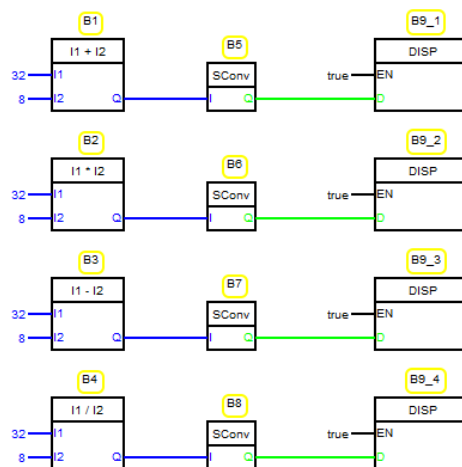 B1 B9_1
I1 + I2 B5 DISP
32 I1 SConv true EN
8 I2 Q I Q D
B2 B9_2
I1 * I2 B6 DISP
32 I1 SConv true EN
8 I2 Q I Q D
B3 B9_3
I1 - I2 B7 DISP
32 I1 SConv true EN
8 I2 Q I Q D
B4 B9_4
I1 / I2 B8 DISP
32 I1 SConv true EN
8 I2 Q I Q D